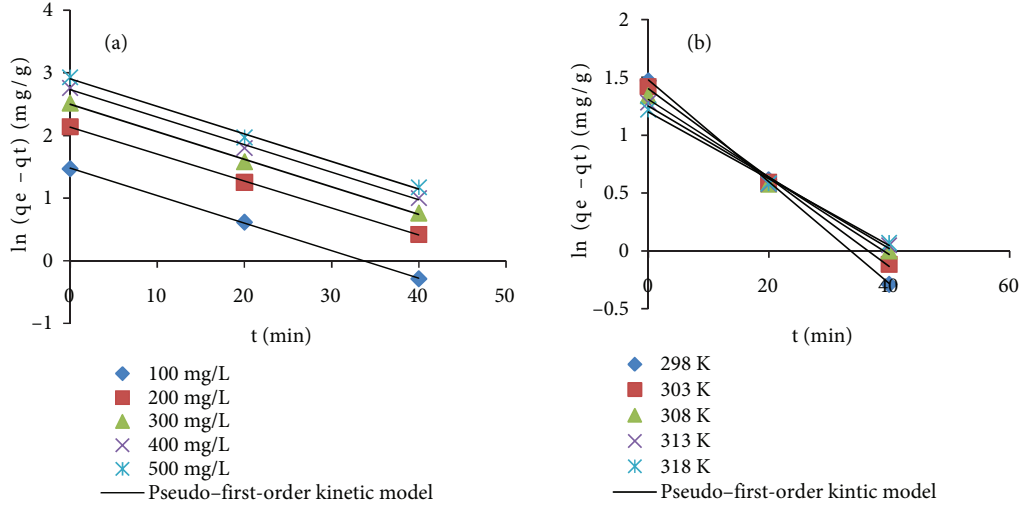 (a)
ln (qe – qt) (mg/g)
4
3
2
1
0
–1
0
10
20
30
40
50
t (min)
100 mg/L
200 mg/L
300 mg/L
400 mg/L
500 mg/L
Pseudo–first-order kinetic model
(b)
ln (qe – qt) (mg/g)
2
1.5
1
0.5
0
–0.5
0
20
40
60
t (min)
298 K
303 K
308 K
313 K
318 K
Pseudo–first-order kintic model